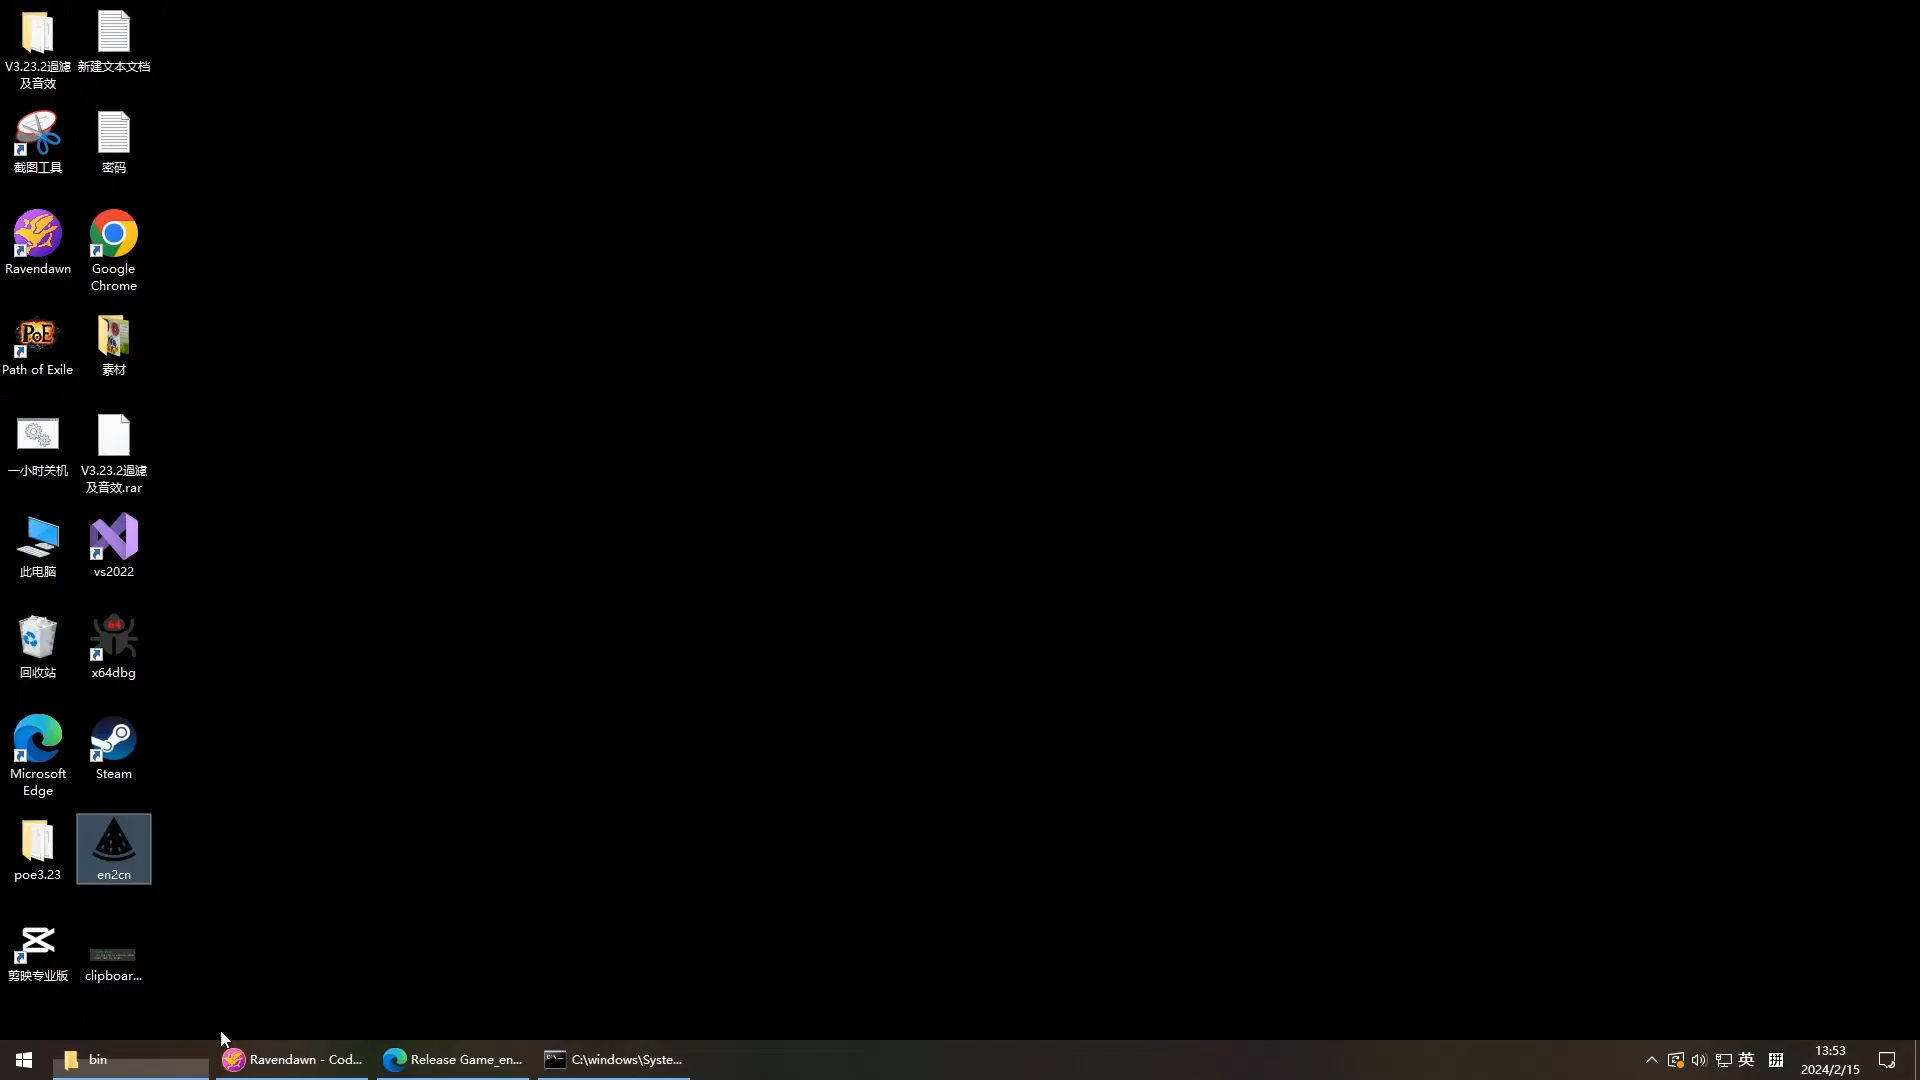 V3.23.2過濾
及音效
新建文本文档
截图工具
密码
Ravendawn
Google
Chrome
PoE
Path of Exile
素材
一小时关机
V3.23.2過濾
及音效.rar
此电脑
vs2022
回收站
64
x64dbg
Microsoft
Edge
Steam
poe3.23
en2cn
剪映专业版
clipboar...
bin
Ravendawn - Cod...
Release Game_en...
C:\windows\Syste...
英
拼
13:53
2024/2/15